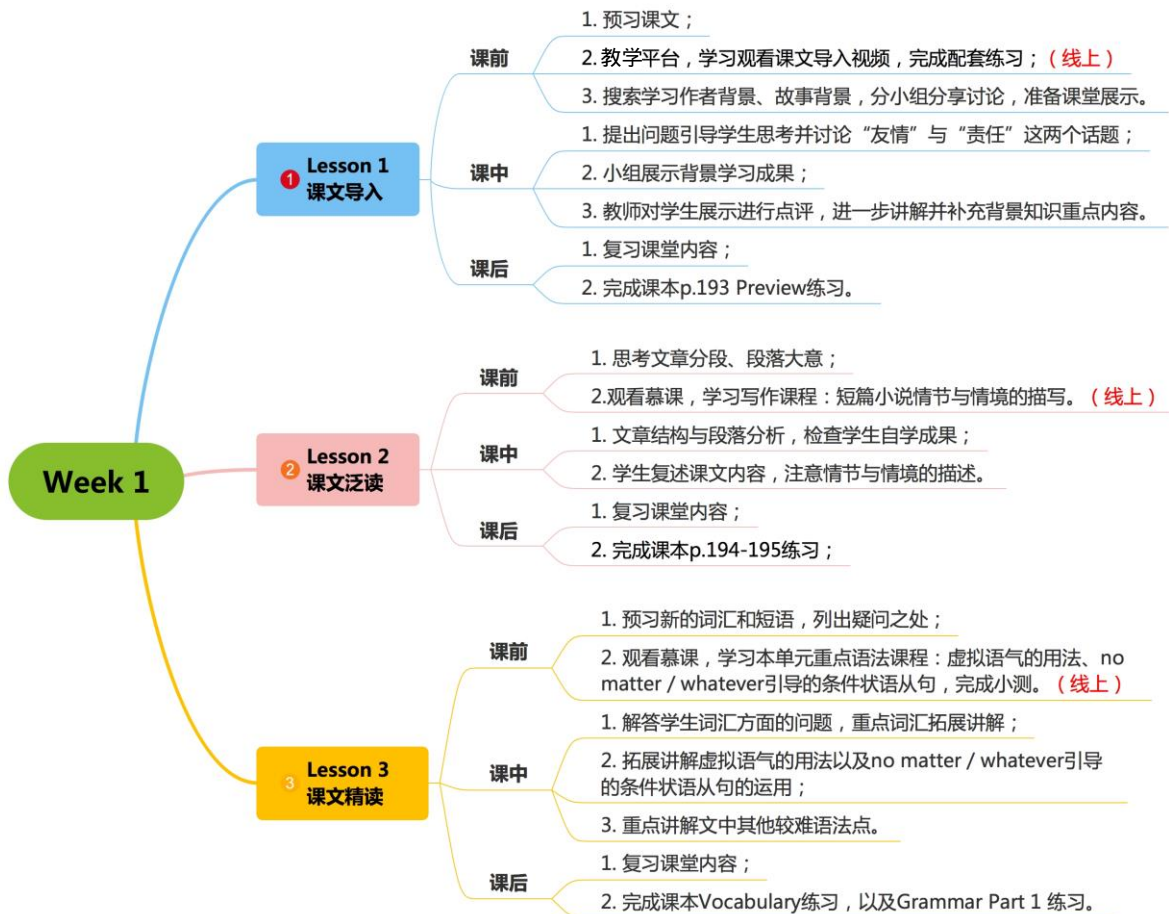 Week 1
1 Lesson 1
课文导入
课前
1. 预习课文；
2. 教学平台，学习观看课文导入视频，完成配套练习；（线上）
3. 搜索学习作者背景、故事背景，分小组分享讨论，准备课堂展示。
课中
1. 提出问题引导学生思考并讨论“友情”与“责任”这两个话题；
2. 小组展示背景学习成果；
3. 教师对学生展示进行点评，进一步讲解并补充背景知识重点内容。
课后
1. 复习课堂内容；
2. 完成课本p.193 Preview练习。
2 Lesson 2
课文泛读
课前
1. 思考文章分段、段落大意；
2.观看慕课，学习写作课程：短篇小说情节与情境的描写。（线上）
课中
1. 文章结构与段落分析，检查学生自学成果；
2. 学生复述课文内容，注意情节与情境的描述。
课后
1. 复习课堂内容；
2. 完成课本p.194-195练习；
3 Lesson 3
课文精读
课前
1. 预习新的词汇和短语，列出疑问之处；
2. 观看慕课，学习本单元重点语法课程：虚拟语气的用法、no
matter / whatever引导的条件状语从句，完成小测。（线上）
课中
1. 解答学生词汇方面的问题，重点词汇拓展讲解；
2. 拓展讲解虚拟语气的用法以及no matter / whatever引导
的条件状语从句的运用；
3. 重点讲解文中其他较难语法点。
课后
1. 复习课堂内容；
2. 完成课本Vocabulary练习，以及Grammar Part 1 练习。